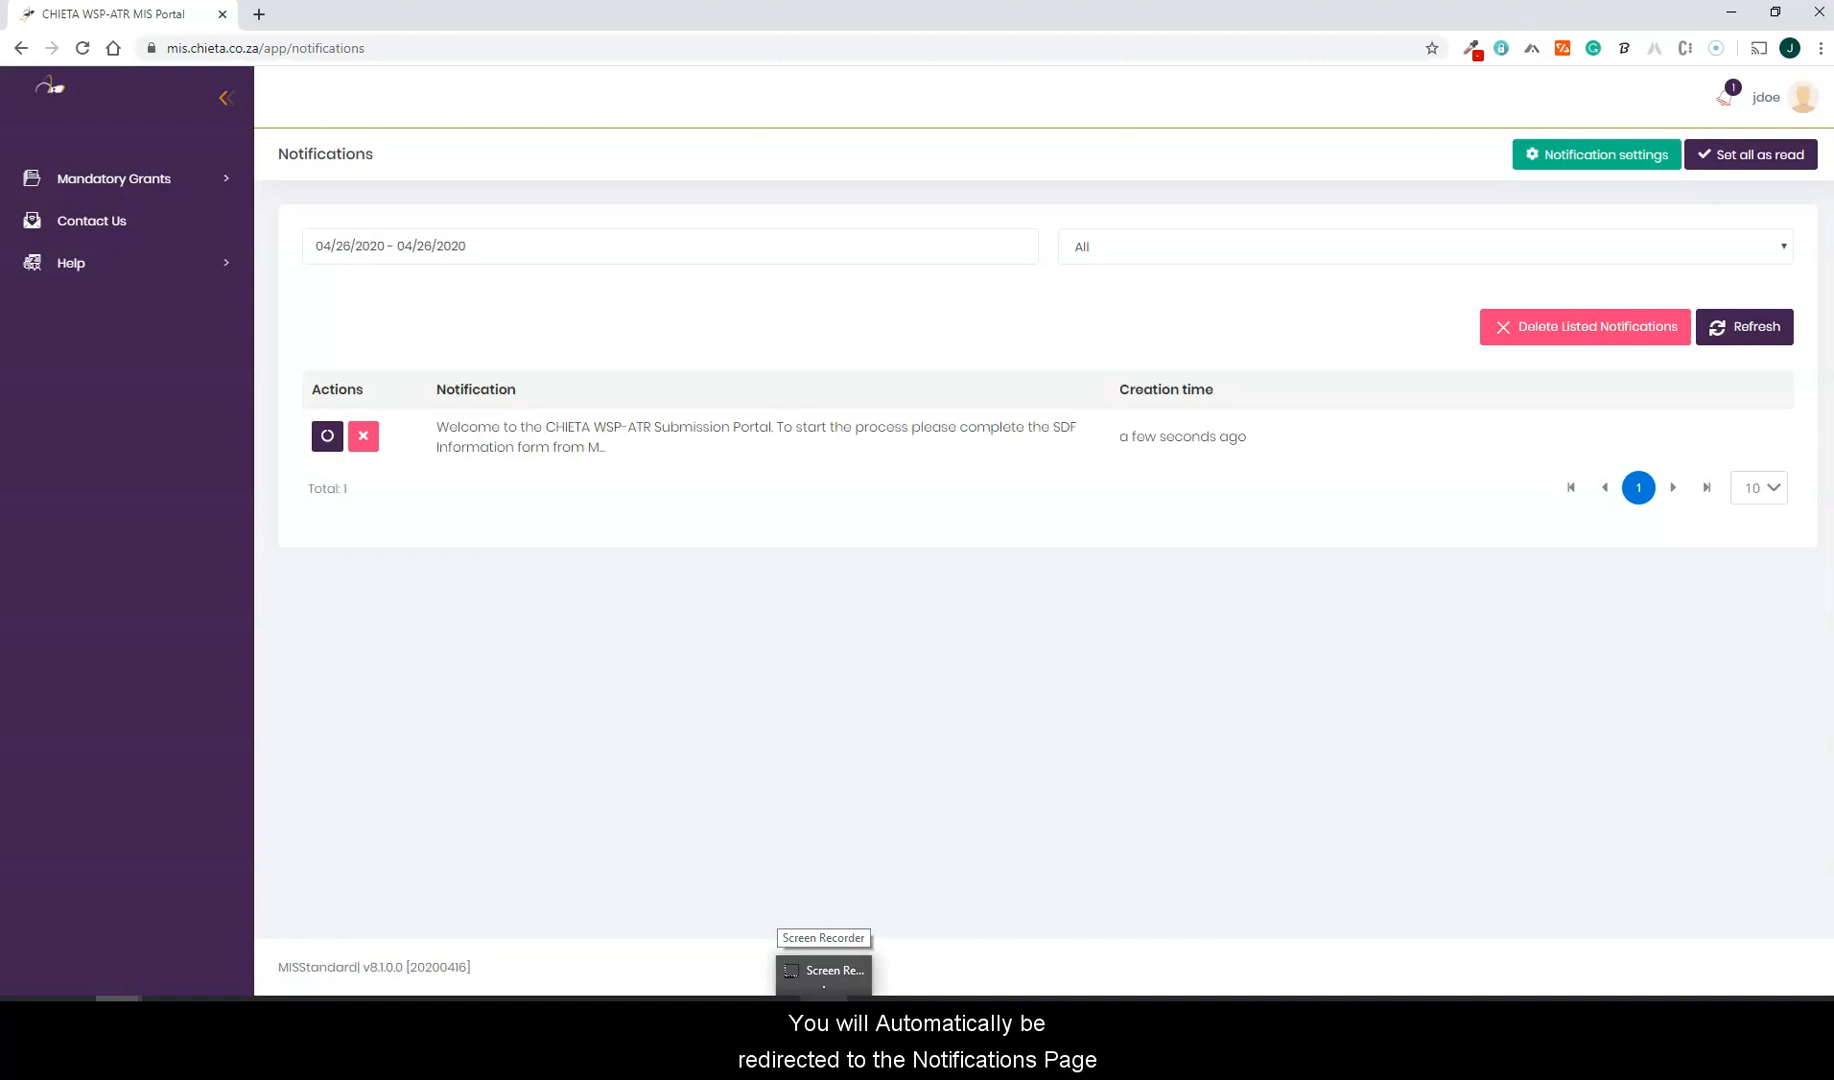 CHIETA WSP-ATR MIS Portal
mis.chieta.co.za/app/notifications
J
1
jdoe
Notifications
Notification settings
Set all as read
Mandatory Grants
Contact Us
Help
04/26/2020 - 04/26/2020
All
Delete Listed Notifications
Refresh
Actions
Notification
Creation time
Welcome to the CHIETA WSP-ATR Submission Portal. To start the process please complete the SDF
Information form from M...
a few seconds ago
Total: 1
1
10
Screen Recorder
Screen Re...
MISStandard| v8.1.0.0 [20200416]
You will Automatically be
redirected to the Notifications Page